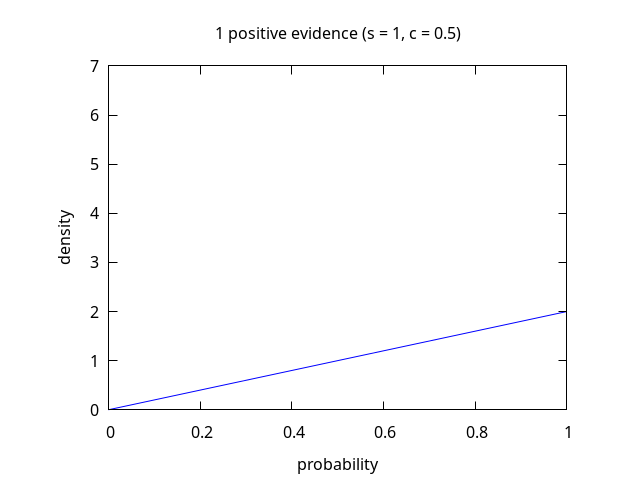 1 positive evidence (s = 1, c = 0.5)
7
6
5
4
3
2
1
0
density
0 0.2 0.4 0.6 0.8 1
probability